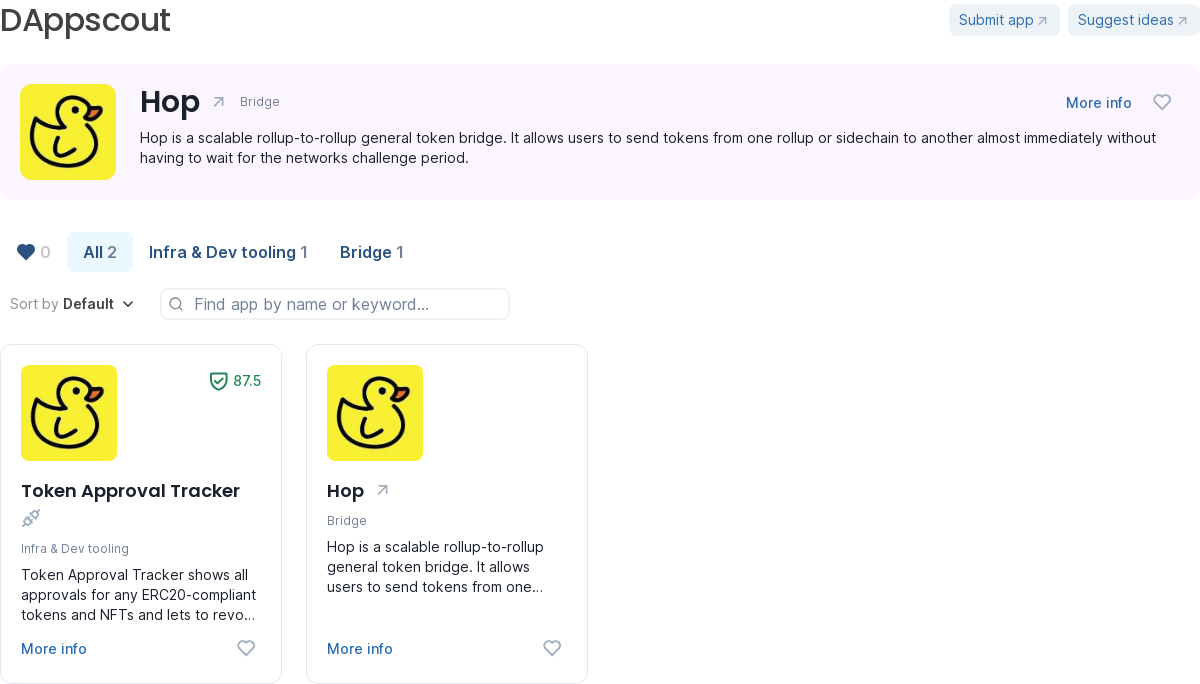 DAppscout
Submit app
Suggest ideas
Hop
Bridge
More info
Hop is a scalable rollup-to-rollup general token bridge. It allows users to send tokens from one rollup or sidechain to another almost immediately without
having to wait for the networks challenge period.
0
All 2
Infra & Dev tooling 1
Bridge 1
Sort by Default
Find app by name or keyword...
87.5
Token Approval Tracker
Infra & Dev tooling
Token Approval Tracker shows all
approvals for any ERC20-compliant
tokens and NFTs and lets to revo...
More info
Hop
Bridge
Hop is a scalable rollup-to-rollup
general token bridge. It allows
users to send tokens from one...
More info